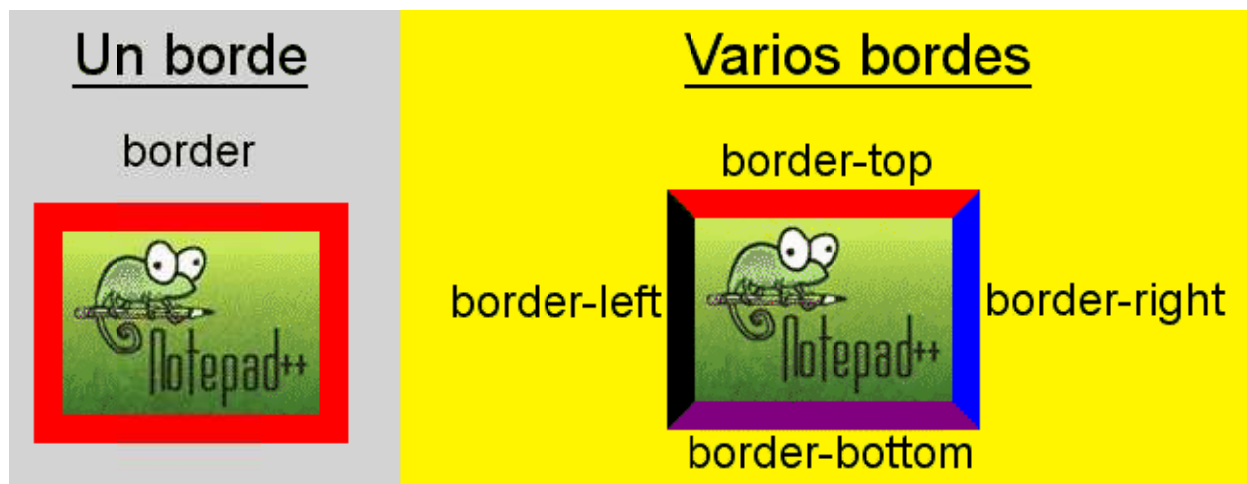 Un borde
border
Notepad++
Varios bordes
border-top
border-left
Notepad++
border-right
border-bottom